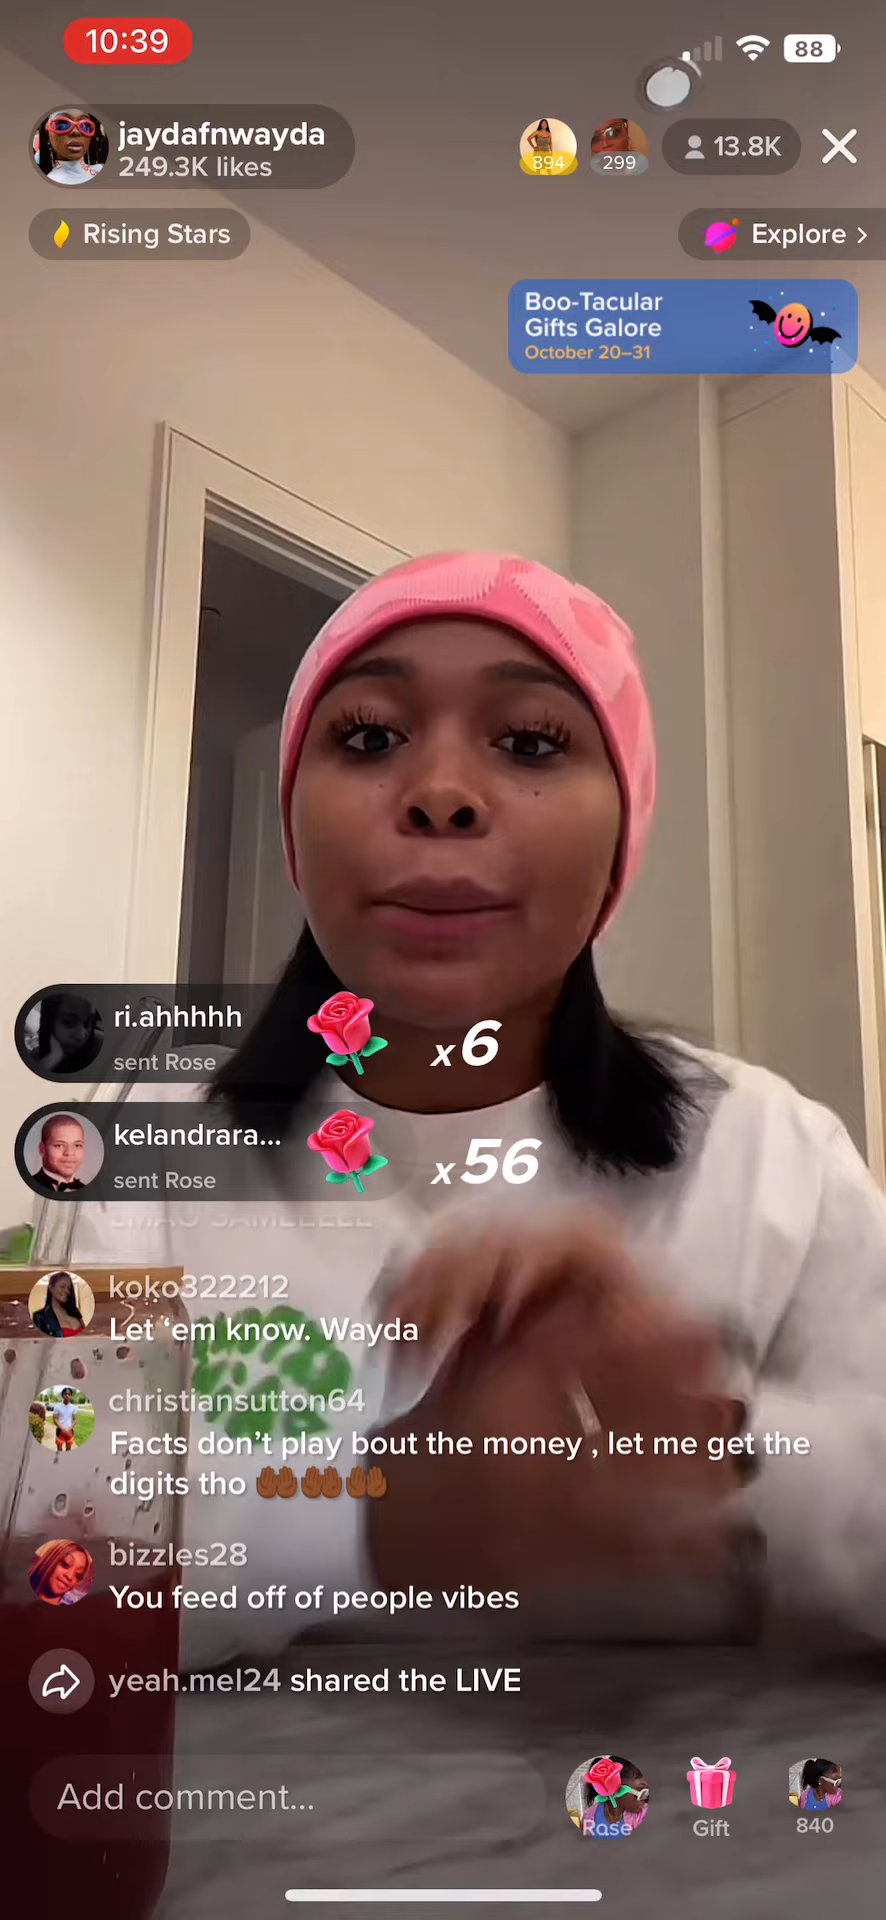 10:39
88
jaydafnwayda
249.3K likes
894
299
13.8K
Rising Stars
Explore >
Boo-Tacular
Gifts Galore
October 20–31
ri.ahhhhh
sent Rose
x6
kelandrara...
sent Rose
x56
koko322212
Let ‘em know. Wayda
christiansutton64
Facts don’t play bout the money , let me get the
digits tho 🤲🏾🤲🏾🤲🏾
bizzles28
You feed off of people vibes
yeah.mel24 shared the LIVE
Add comment...
Rose
Gift
840